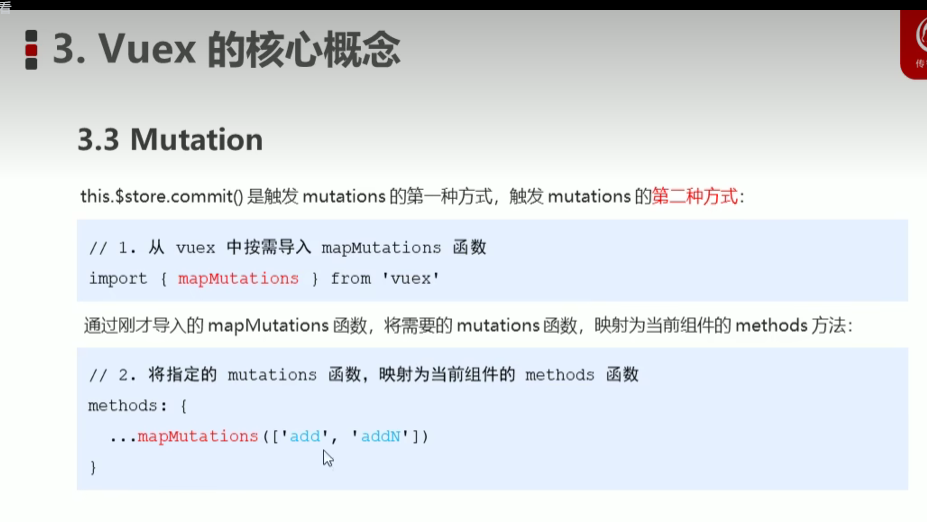 看
3. Vuex 的核心概念
传
3.3 Mutation
this.$store.commit() 是触发 mutations 的第一种方式，触发 mutations 的第二种方式：
// 1. 从 vuex 中按需导入 mapMutations 函数
import { mapMutations } from 'vuex'
通过刚才导入的 mapMutations 函数，将需要的 mutations 函数，映射为当前组件的 methods 方法：
// 2. 将指定的 mutations 函数，映射为当前组件的 methods 函数
methods: {
...mapMutations(['add', 'addN'])
}